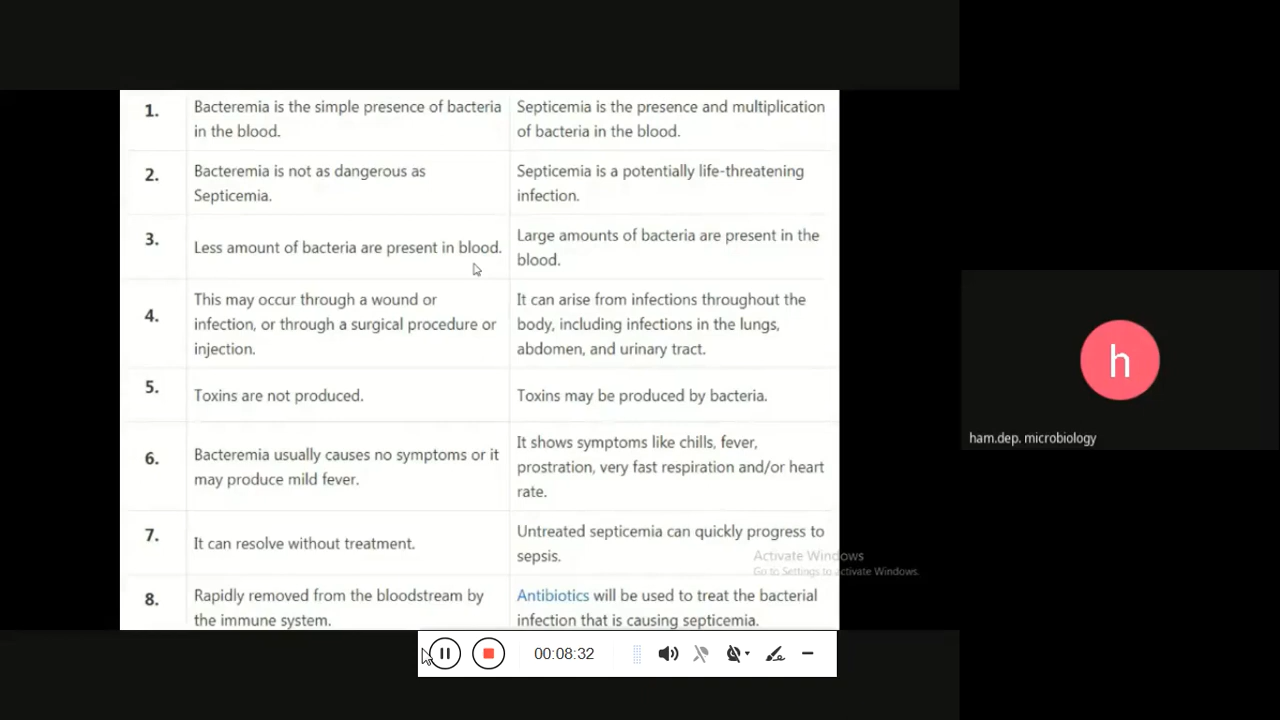 1.
Bacteremia is the simple presence of bacteria
in the blood.
Septicemia is the presence and multiplication
of bacteria in the blood.
2.
Bacteremia is not as dangerous as
Septicemia.
Septicemia is a potentially life-threatening
infection.
3.
Less amount of bacteria are present in blood.
Large amounts of bacteria are present in the
blood.
4.
This may occur through a wound or
infection, or through a surgical procedure or
injection.
It can arise from infections throughout the
body, including infections in the lungs,
abdomen, and urinary tract.
5.
Toxins are not produced.
Toxins may be produced by bacteria.
6.
Bacteremia usually causes no symptoms or it
may produce mild fever.
It shows symptoms like chills, fever,
prostration, very fast respiration and/or heart
rate.
7.
It can resolve without treatment.
Untreated septicemia can quickly progress to
sepsis.
8.
Rapidly removed from the bloodstream by
the immune system.
Antibiotics will be used to treat the bacterial
infection that is causing septicemia.
Activate Windows
Go to Settings to activate Windows.
h
ham.dep. microbiology
00:08:32